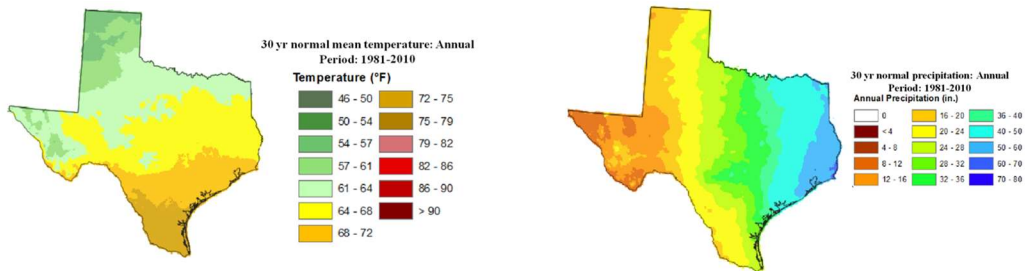 30 yr normal mean temperature: Annual
Period: 1981-2010
Temperature (°F)
46 - 50
50 - 54
54 - 57
57 - 61
61 - 64
64 - 68
68 - 72
72 - 75
75 - 79
79 - 82
82 - 86
86 - 90
> 90
30 yr normal precipitation: Annual
Period: 1981-2010
Annual Precipitation (in.)
0
< 4
4 - 8
8 - 12
12 - 16
16 - 20
20 - 24
24 - 28
28 - 32
32 - 36
36 - 40
40 - 50
50 - 60
60 - 70
70 - 80